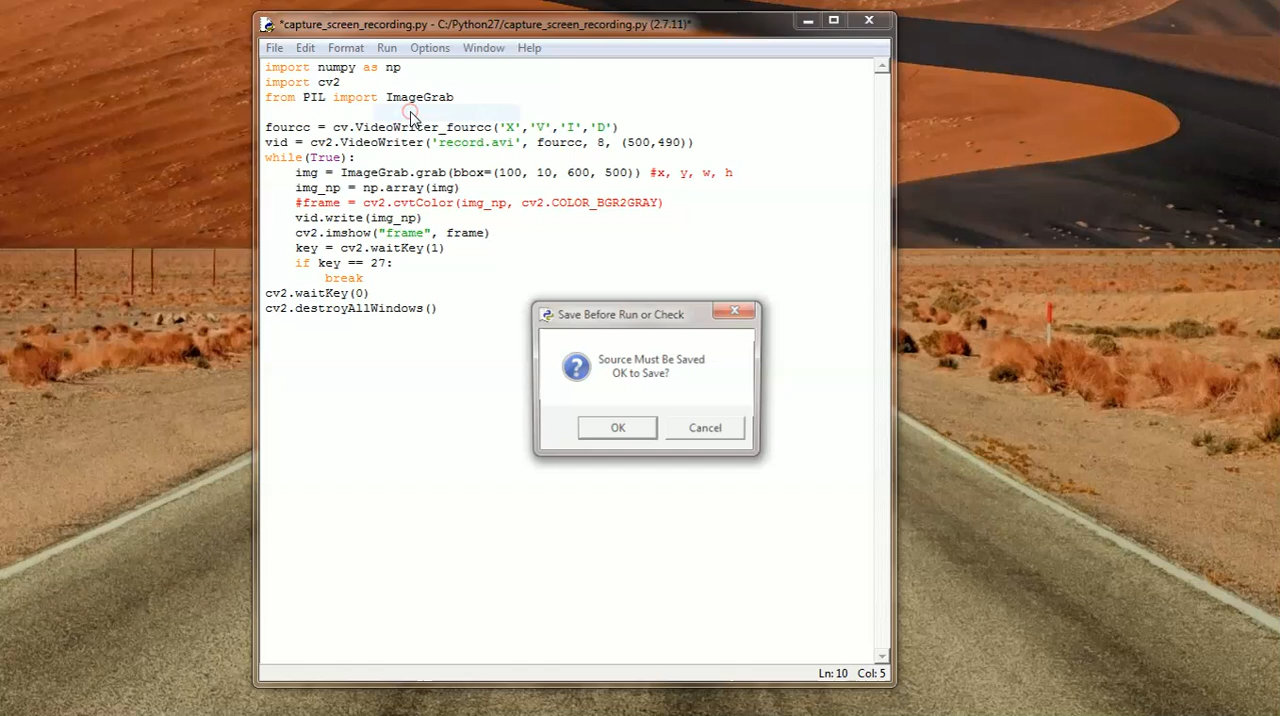 *capture_screen_recording.py - C:/Python27/capture_screen_recording.py (2.7.11)*
File Edit Format Run Options Window Help
import numpy as np
import cv2
from PIL import ImageGrab
fourcc = cv.VideoWriter_fourcc('X','V','I','D')
vid = cv2.VideoWriter('record.avi', fourcc, 8, (500,490))
while(True):
    img = ImageGrab.grab(bbox=(100, 10, 600, 500)) #x, y, w, h
    img_np = np.array(img)
    #frame = cv2.cvtColor(img_np, cv2.COLOR_BGR2GRAY)
    vid.write(img_np)
    cv2.imshow("frame", frame)
    key = cv2.waitKey(1)
    if key == 27:
        break
cv2.waitKey(0)
cv2.destroyAllWindows()
Save Before Run or Check
Source Must Be Saved
OK to Save?
OK Cancel
Ln: 10 Col: 5